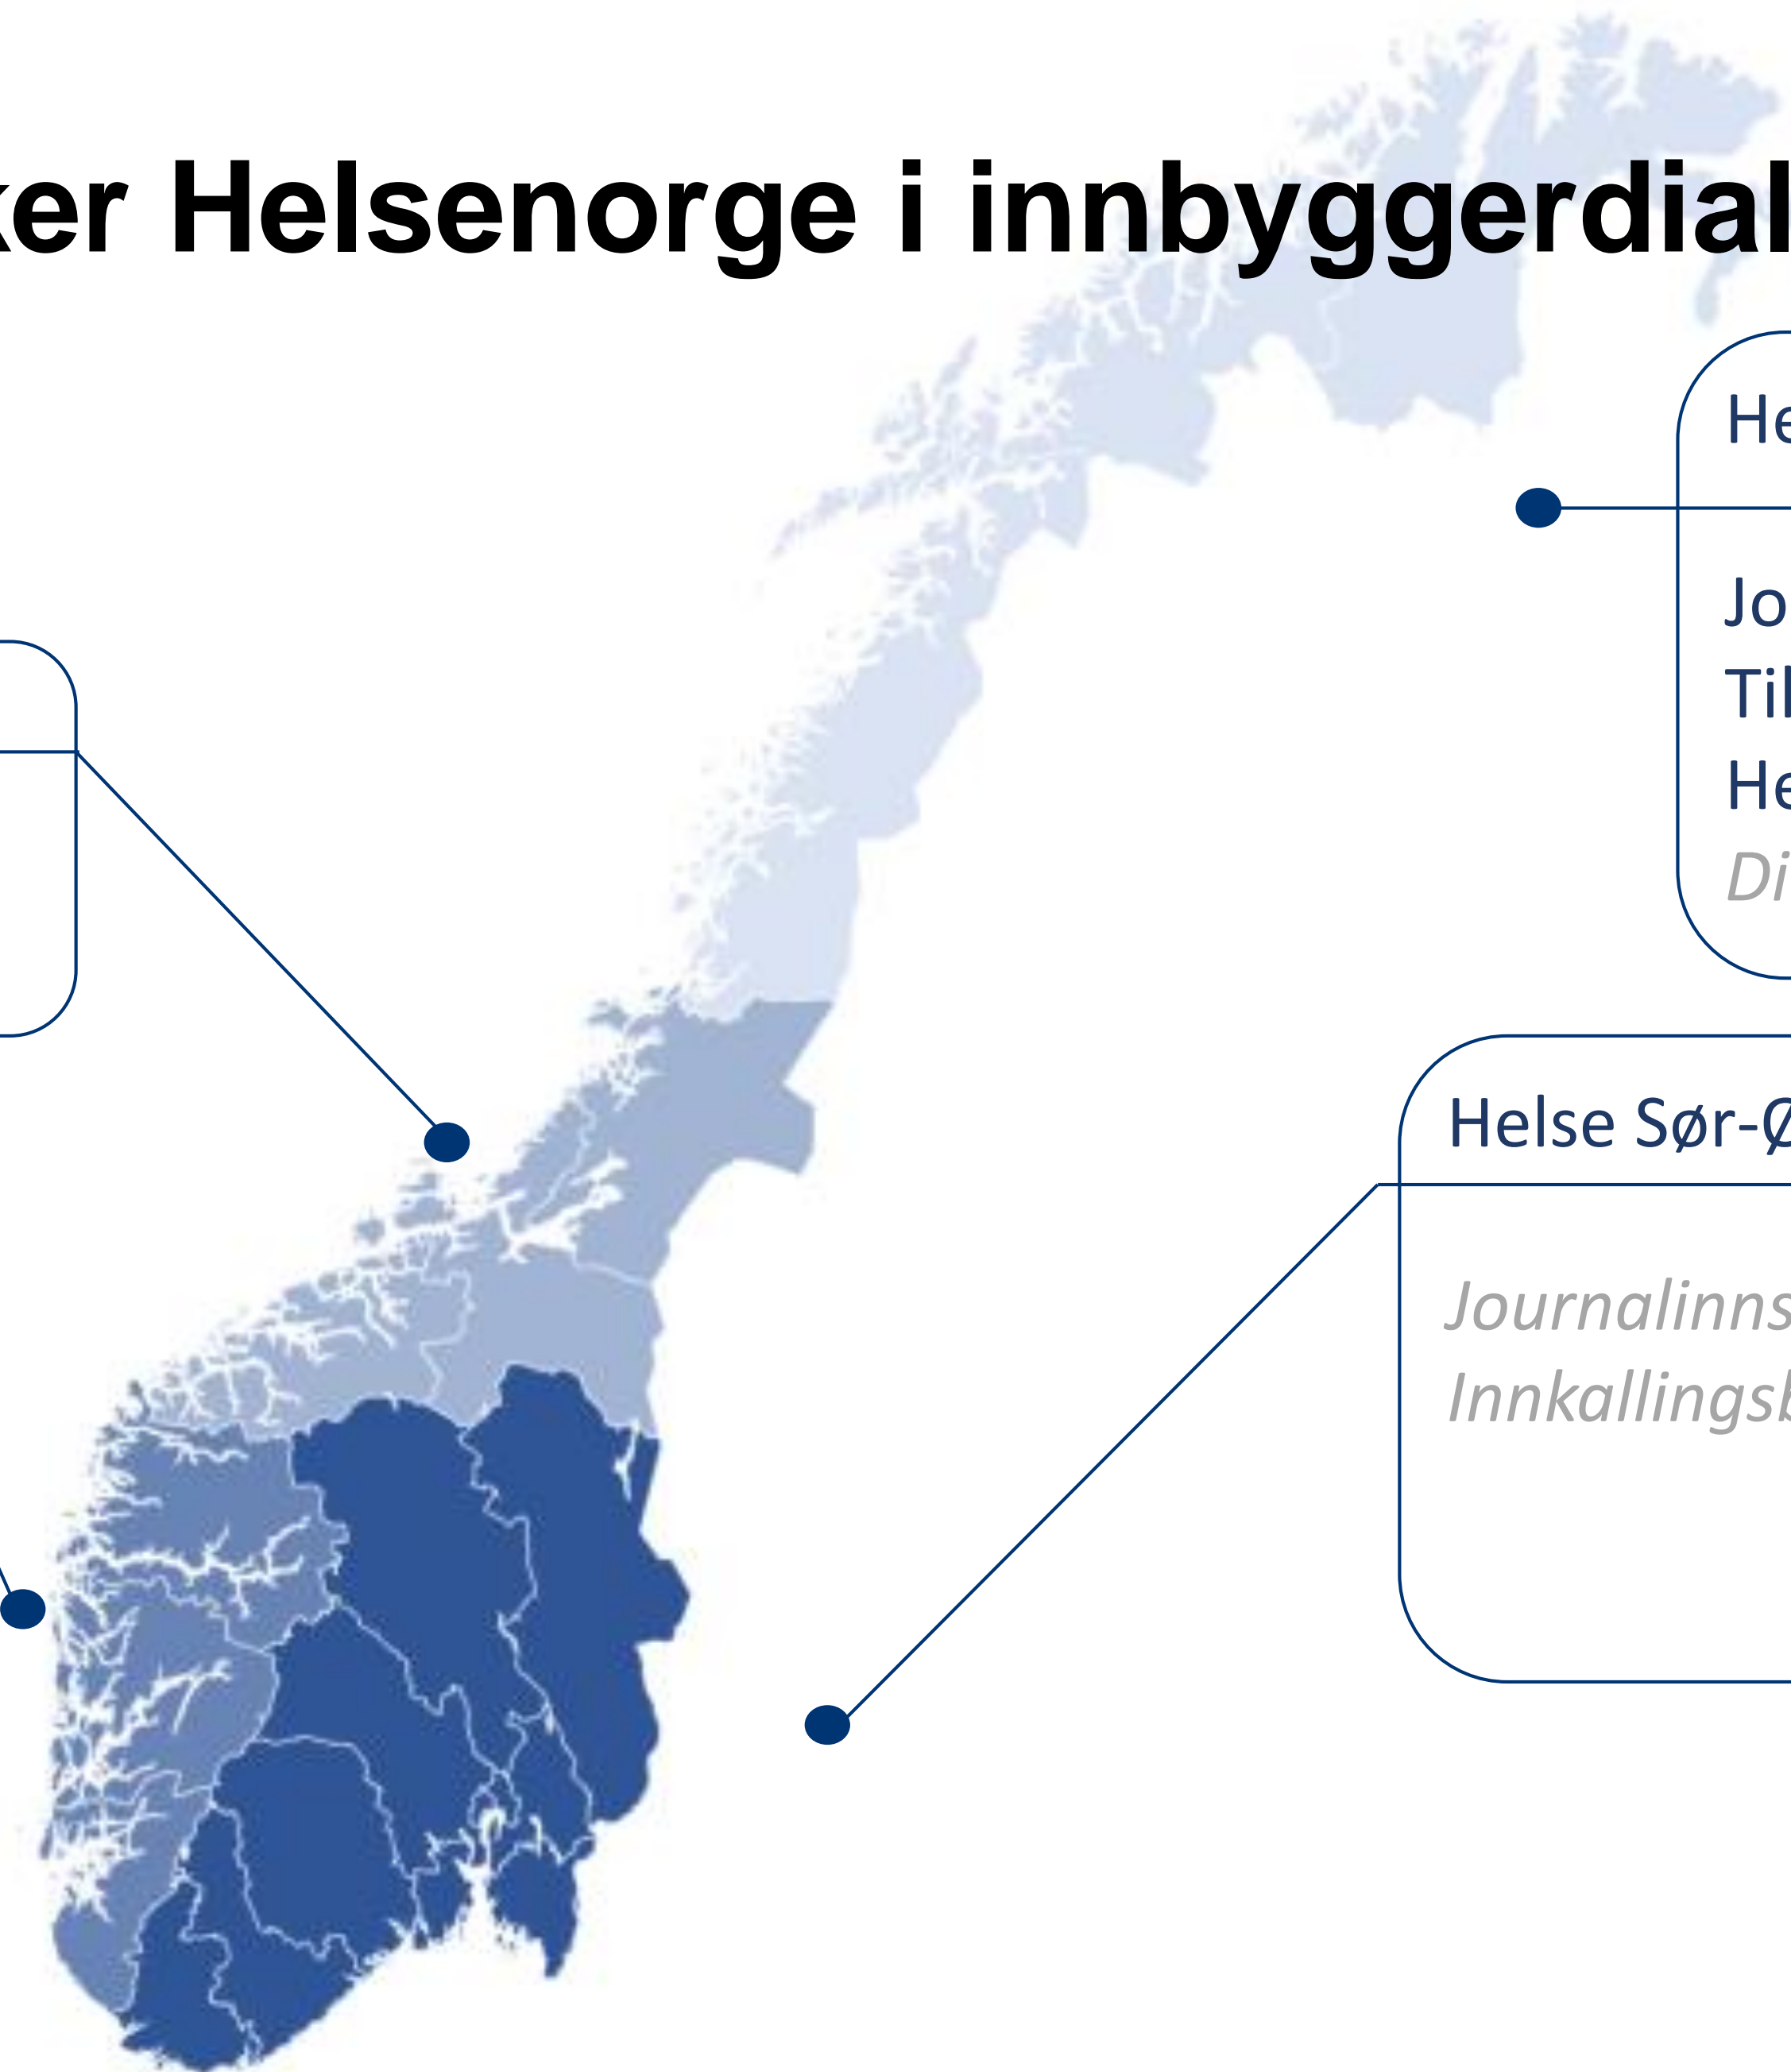 ker Helsenorge i innbyggerdial
He
Jo
Til
He
Di
Helse Sør-Ø
Journalinns
Innkallingsb